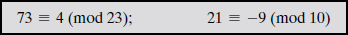 73 ≡ 4 (mod 23); 21 ≡ −9 (mod 10)